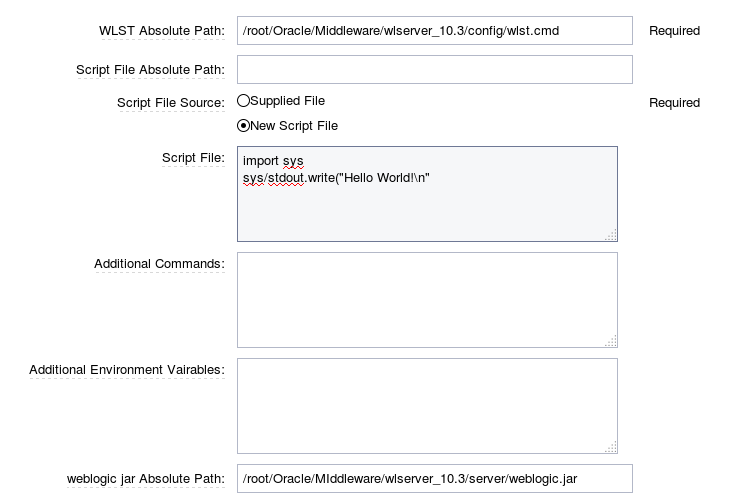 WLST Absolute Path: /root/Oracle/Middleware/wlserver_10.3/config/wlst.cmd Required
Script File Absolute Path:
Script File Source: Supplied File Required
New Script File
Script File: import sys
sys/stdout.write("Hello World!\n"
Additional Commands:
Additional Environment Vairables:
weblogic jar Absolute Path: /root/Oracle/MIddleware/wlserver_10.3/server/weblogic.jar